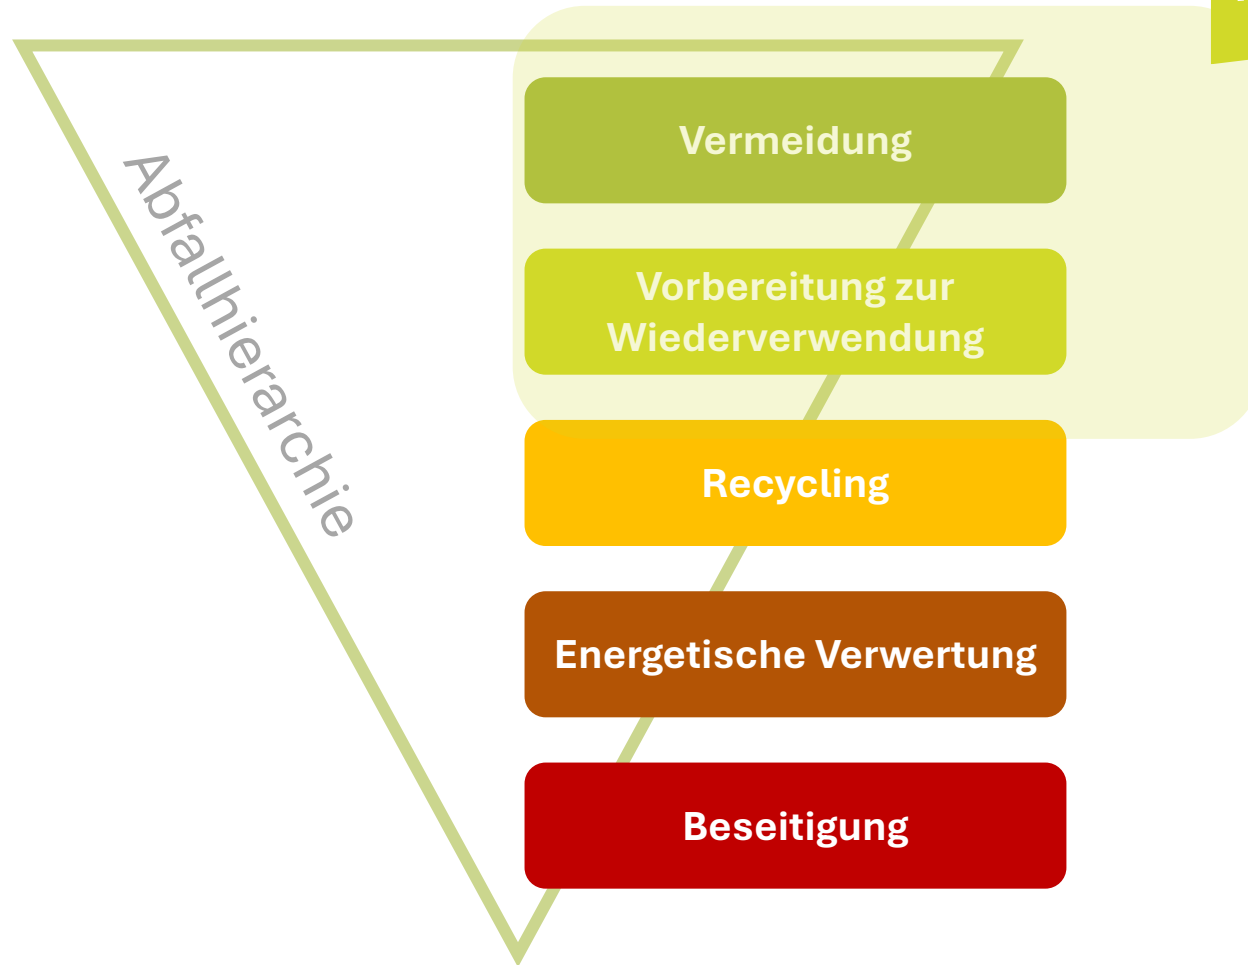 Abfallhierarchie
Vermeidung
Vorbereitung zur
Wiederverwendung
Recycling
Energetische Verwertung
Beseitigung